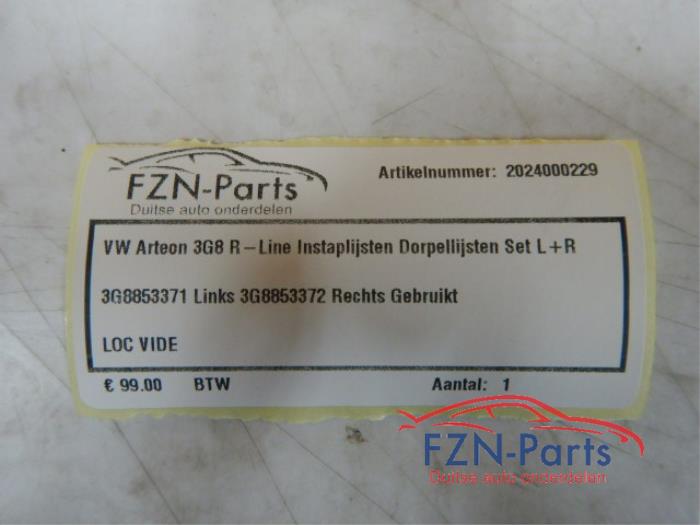 FZN-Parts
Duitse auto onderdelen
Artikelnummer: 2024000229
VW Arteon 3G8 R-Line Instaplijsten Dorpellijsten Set L+R
3G8853371 Links 3G8853372 Rechts Gebruikt
LOC VIDE
€ 99.00 BTW Aantal: 1
FZN-Parts
Duitse auto onderdelen